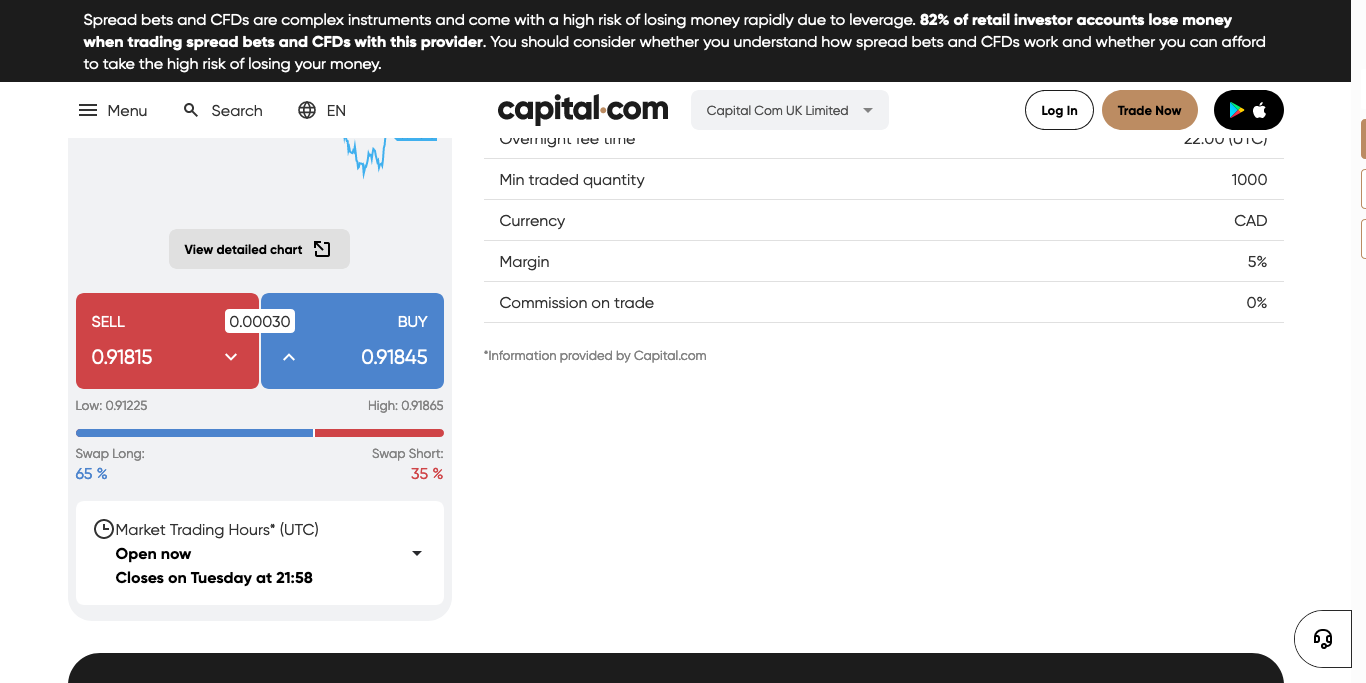 Spread bets and CFDs are complex instruments and come with a high risk of losing money rapidly due to leverage. 82% of retail investor accounts lose money
when trading spread bets and CFDs with this provider. You should consider whether you understand how spread bets and CFDs work and whether you can afford
to take the high risk of losing your money.
Menu Search EN capital.com Capital Com UK Limited Log In Trade Now
Overnight fee time 22:00 (UTC)
Min traded quantity 1000
Currency CAD
Margin 5%
Commission on trade 0%
*Information provided by Capital.com
View detailed chart
SELL 0.00030 BUY
0.91815 0.91845
Low: 0.91225 High: 0.91865
Swap Long: Swap Short:
65 % 35 %
Market Trading Hours* (UTC)
Open now
Closes on Tuesday at 21:58